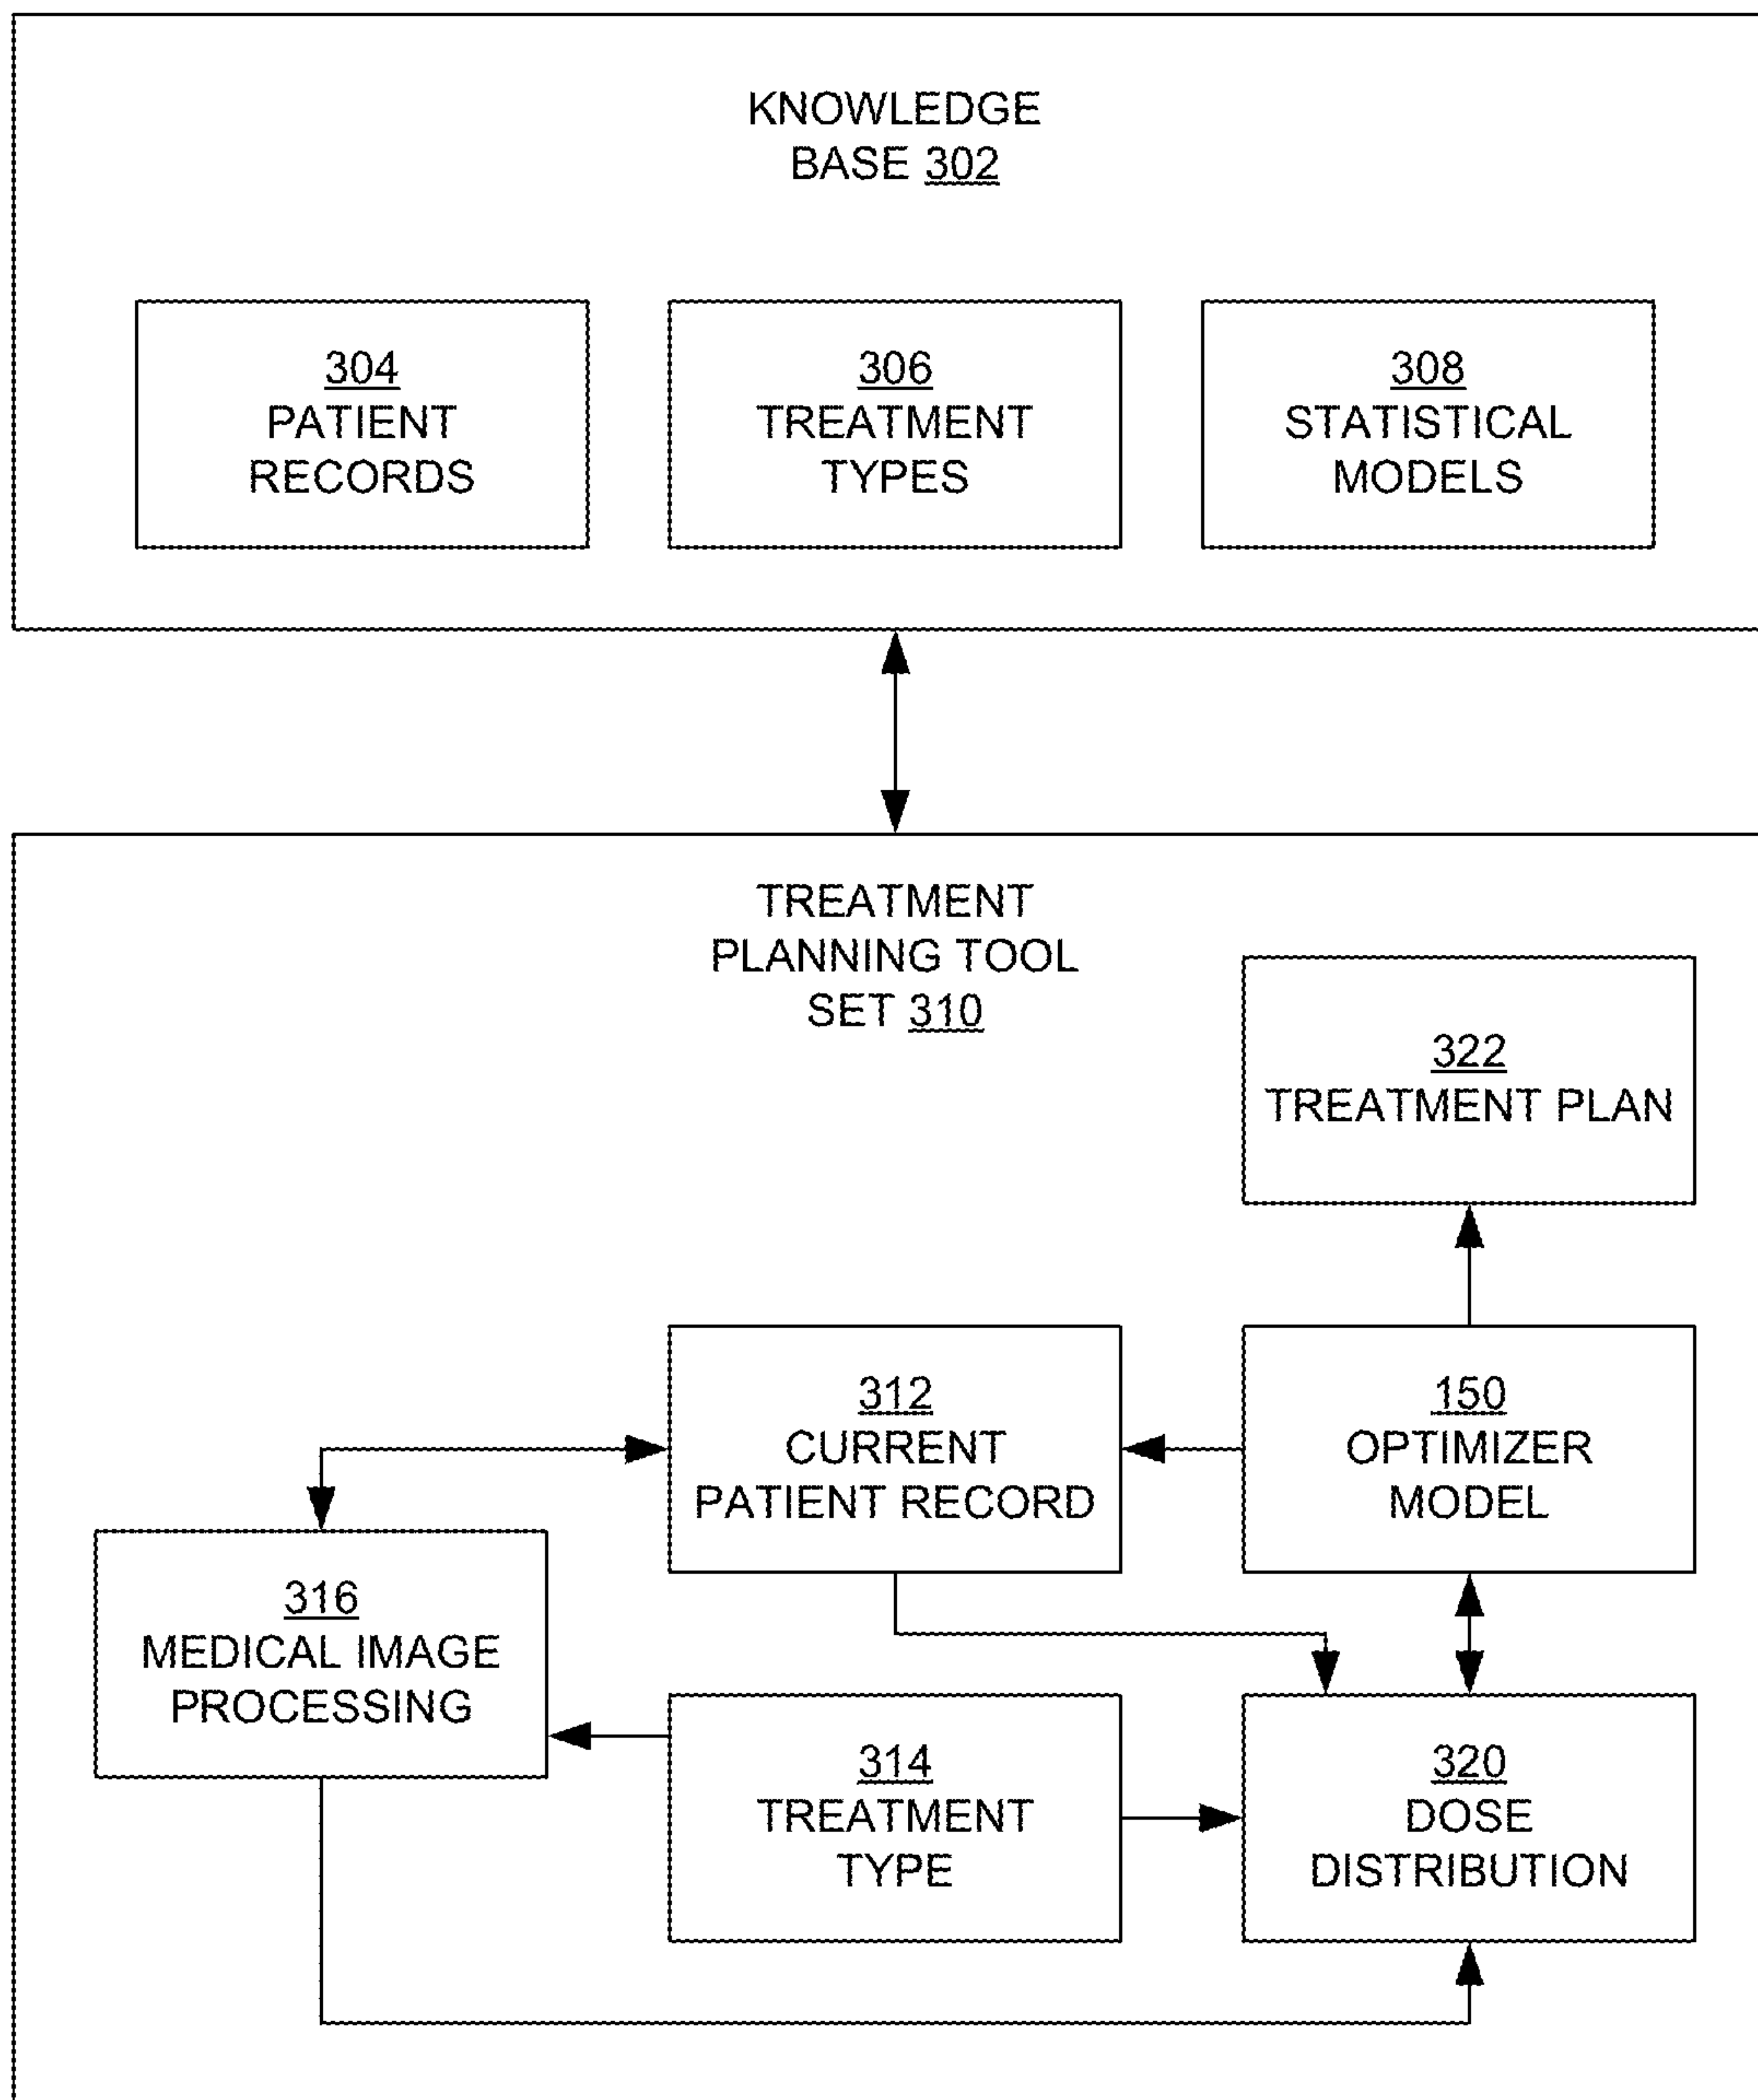 KNOWLEDGE
BASE 302
304
PATIENT
RECORDS
306
TREATMENT
TYPES
308
STATISTICAL
MODELS
TREATMENT
PLANNING TOOL
SET 310
322
TREATMENT PLAN
312
CURRENT
PATIENT RECORD
150
OPTIMIZER
MODEL
316
MEDICAL IMAGE
PROCESSING
314
TREATMENT
TYPE
320
DOSE
DISTRIBUTION